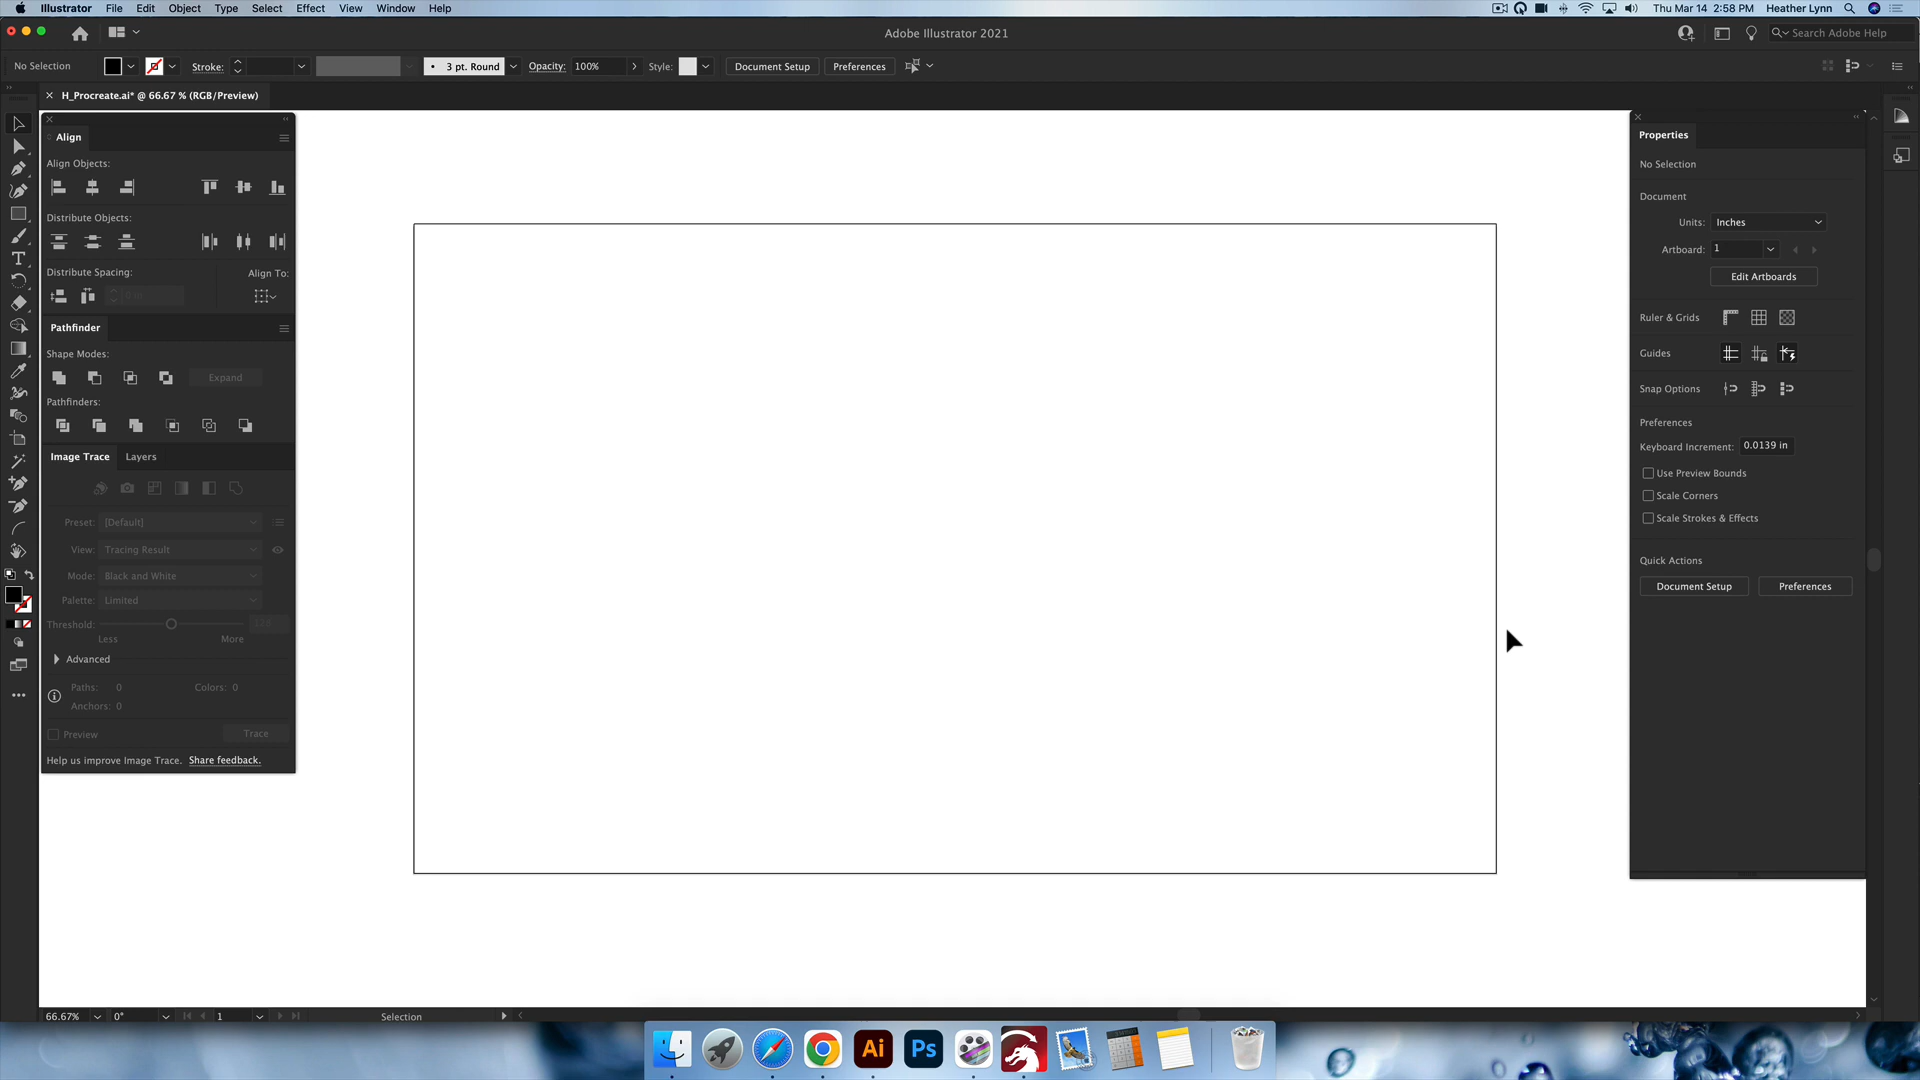 Illustrator File Edit Object Type Select Effect View Window Help
Thu Mar 14 2:58 PM Heather Lynn
Adobe Illustrator 2021
Search Adobe Help
No Selection
Stroke:
3 pt. Round
Opacity: 100%
Style:
Document Setup
Preferences
H_Procreate.ai* @ 66.67 % (RGB/Preview)
Align
Align Objects:
Distribute Objects:
Distribute Spacing:
Align To:
0 in
Pathfinder
Shape Modes:
Expand
Pathfinders:
Image Trace Layers
Preset: [Default]
View: Tracing Result
Mode: Black and White
Palette: Limited
Threshold:
Less More
Advanced
Paths: 0 Colors: 0
Anchors: 0
Preview
Trace
Help us improve Image Trace. Share feedback.
Properties
No Selection
Document
Units: Inches
Artboard: 1
Edit Artboards
Ruler & Grids
Guides
Snap Options
Preferences
Keyboard Increment: 0.0139 in
Use Preview Bounds
Scale Corners
Scale Strokes & Effects
Quick Actions
Document Setup Preferences
66.67% 0° 1 Selection
Ai Ps